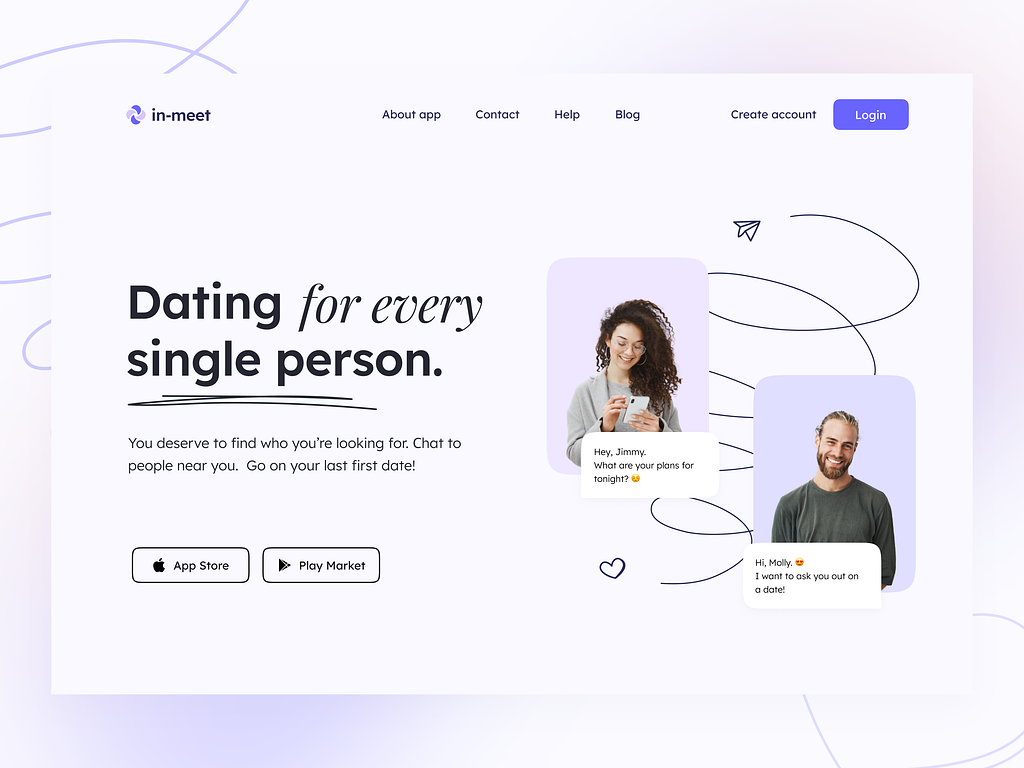 in-meet
About app
Contact
Help
Blog
Create account
Login
Dating for every
single person.
You deserve to find who you’re looking for. Chat to
people near you.  Go on your last first date!
App Store
Play Market
Hey, Jimmy.
What are your plans for
tonight? 😏
Hi, Molly. 😍
I want to ask you out on
a date!